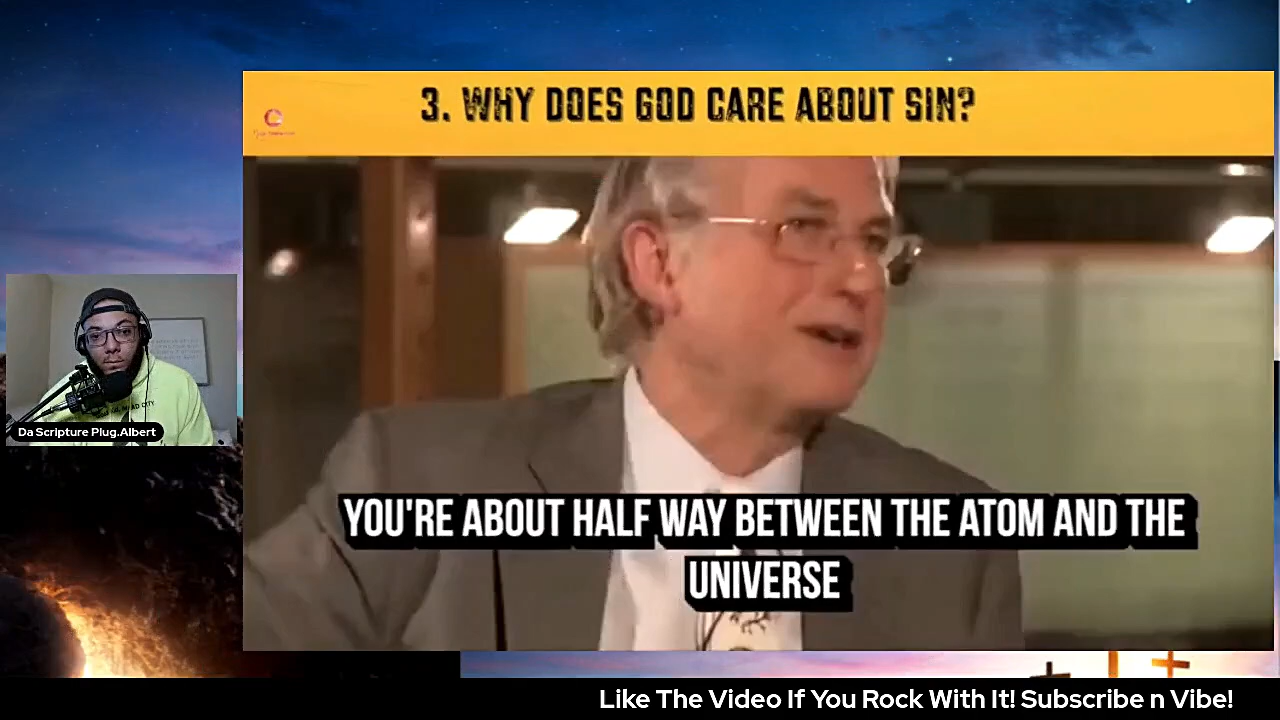 3. WHY DOES GOD CARE ABOUT SIN?
Da Scripture Plug.Albert
YOU'RE ABOUT HALF WAY BETWEEN THE ATOM AND THE
UNIVERSE
Like The Video If You Rock With It! Subscribe n Vibe!